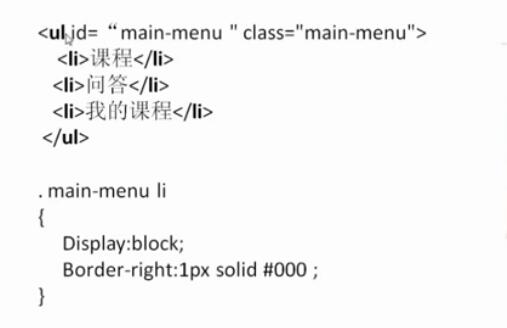 <ul id= “main-menu " class="main-menu">
<li>课程</li>
<li>问答</li>
<li>我的课程</li>
</ul>
. main-menu li
{
Display:block;
Border-right:1px solid #000 ;
}